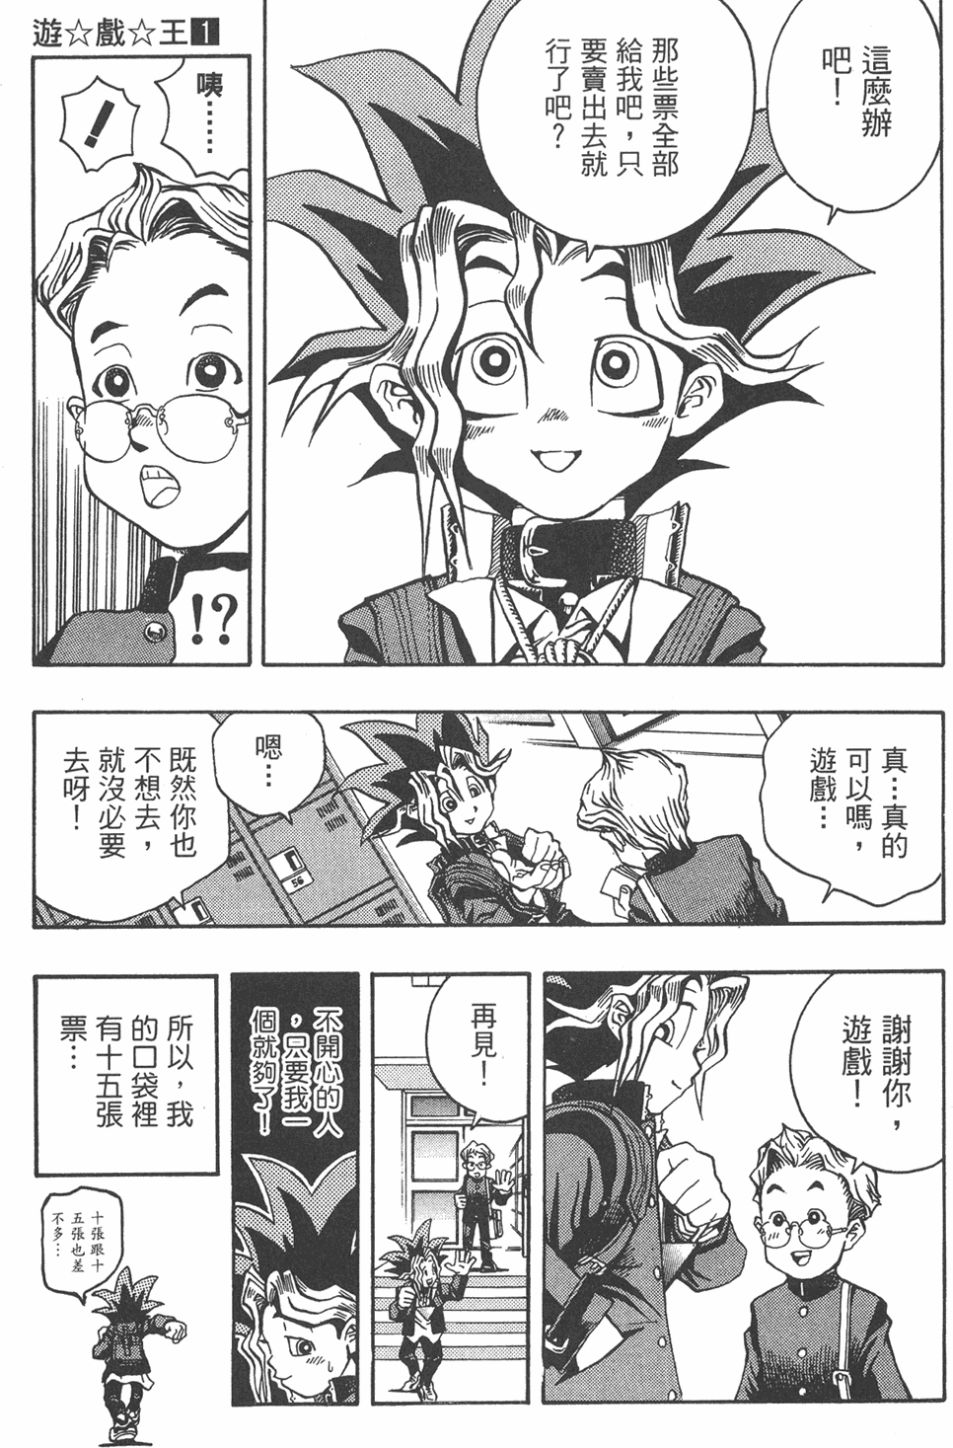 遊☆戲☆王1
這麼辦
吧！
那些票全部
給我吧，只
要賣出去就
行了吧？
咦……
！
！？
真…真的
可以嗎，
遊戲…
嗯…
既然你也
不想去，
就沒必要
去呀！
56
謝謝你，
遊戲！
再見！
不開心的人
，只要我一
個就夠了！
所以，我
的口袋裡
有十五張
票…
十張跟十
五張也差
不多…